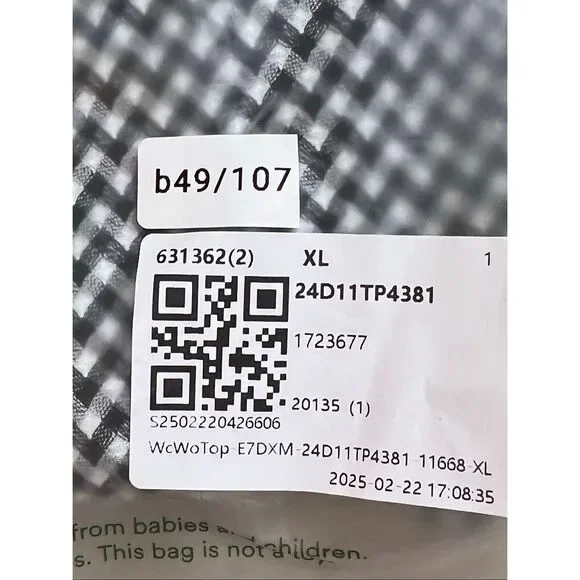 b49/107
631362(2) XL 1
24D11TP4381
1723677
20135 (1)
S2502220426606
WcWoTop-E7DXM-24D11TP4381-11668-XL
2025-02-22 17:08:35
from babies
s. This bag is not children.